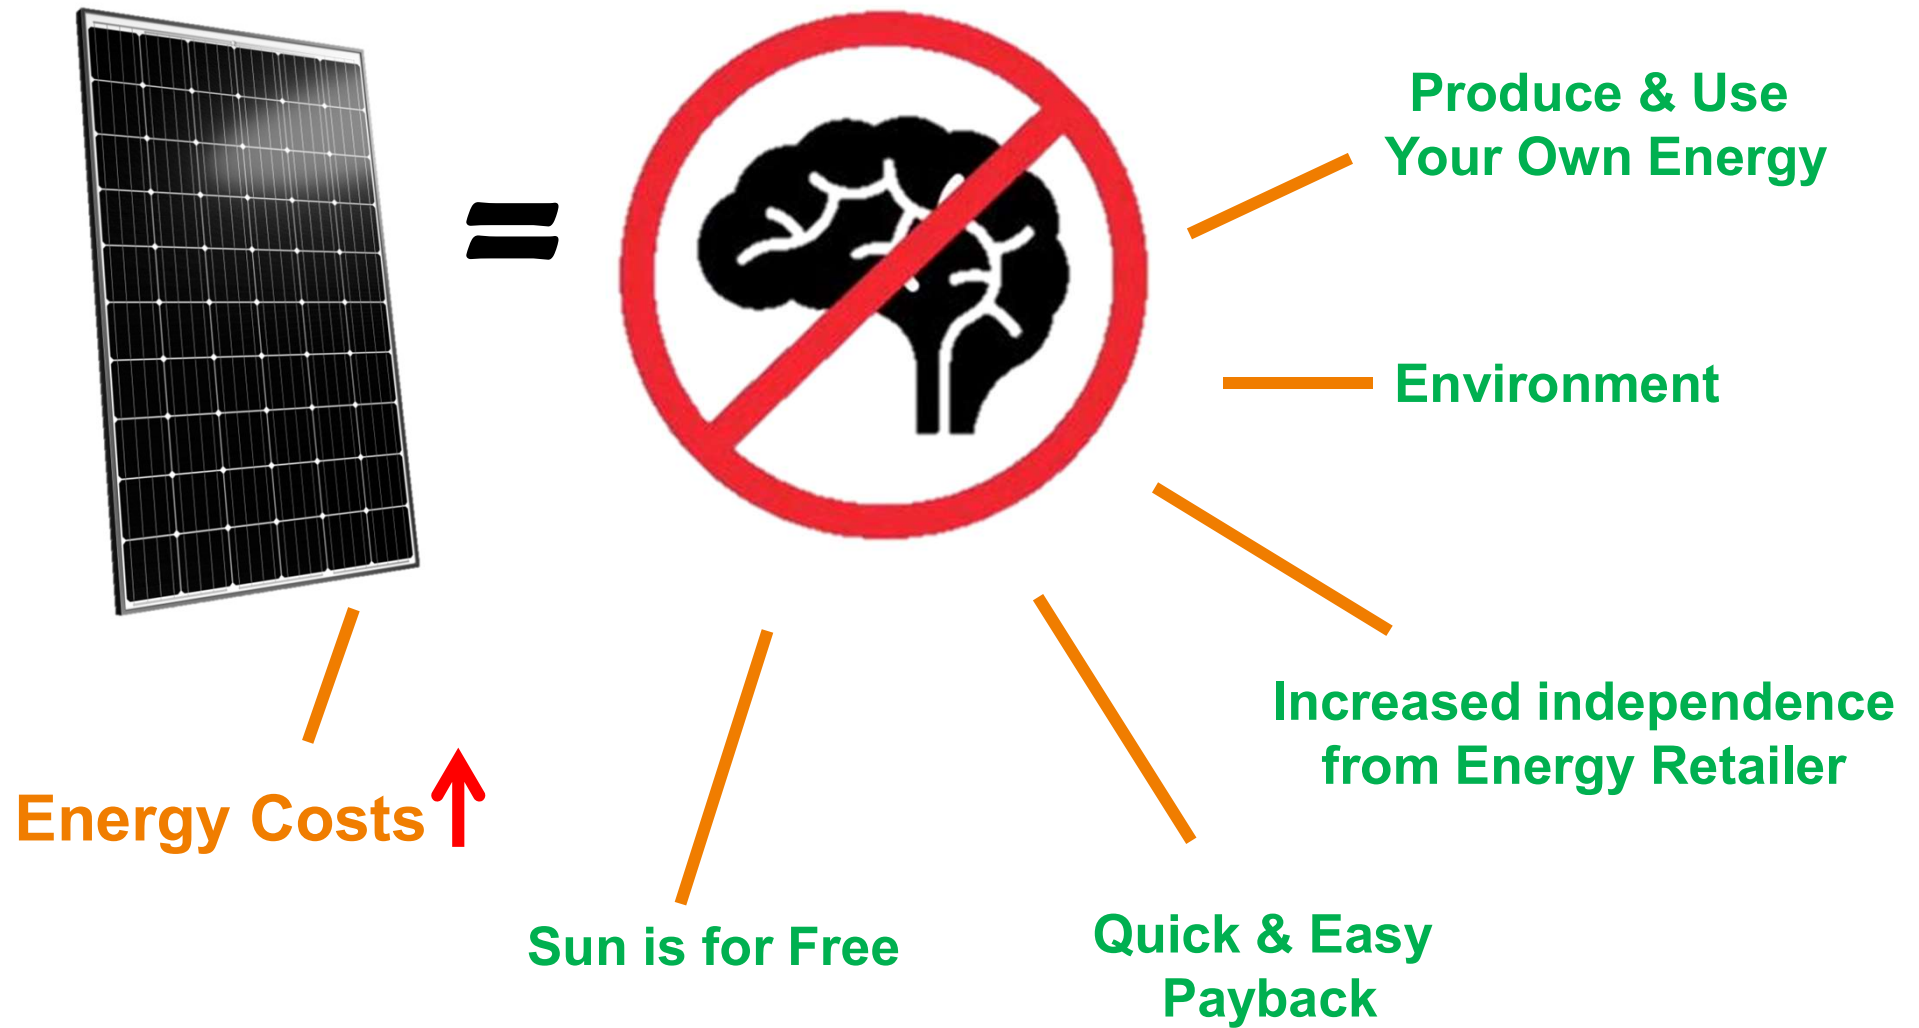 =
Produce & Use
Your Own Energy
Environment
Increased independence
from Energy Retailer
Energy Costs
Sun is for Free
Quick & Easy
Payback